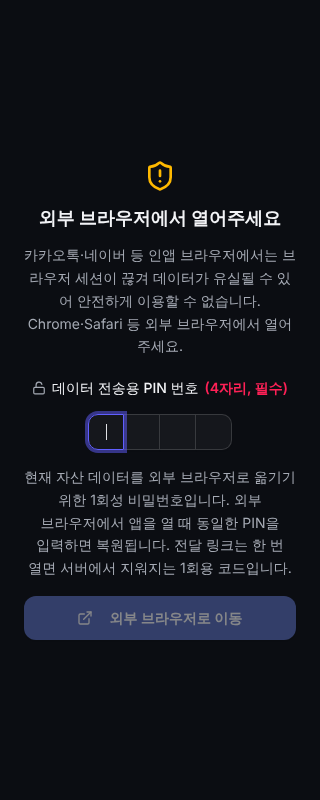 외부 브라우저에서 열어주세요
카카오톡·네이버 등 인앱 브라우저에서는 브
라우저 세션이 끊겨 데이터가 유실될 수 있
어 안전하게 이용할 수 없습니다.
Chrome·Safari 등 외부 브라우저에서 열어
주세요.
데이터 전송용 PIN 번호 (4자리, 필수)
현재 자산 데이터를 외부 브라우저로 옮기기
위한 1회성 비밀번호입니다. 외부
브라우저에서 앱을 열 때 동일한 PIN을
입력하면 복원됩니다. 전달 링크는 한 번
열면 서버에서 지워지는 1회용 코드입니다.
외부 브라우저로 이동